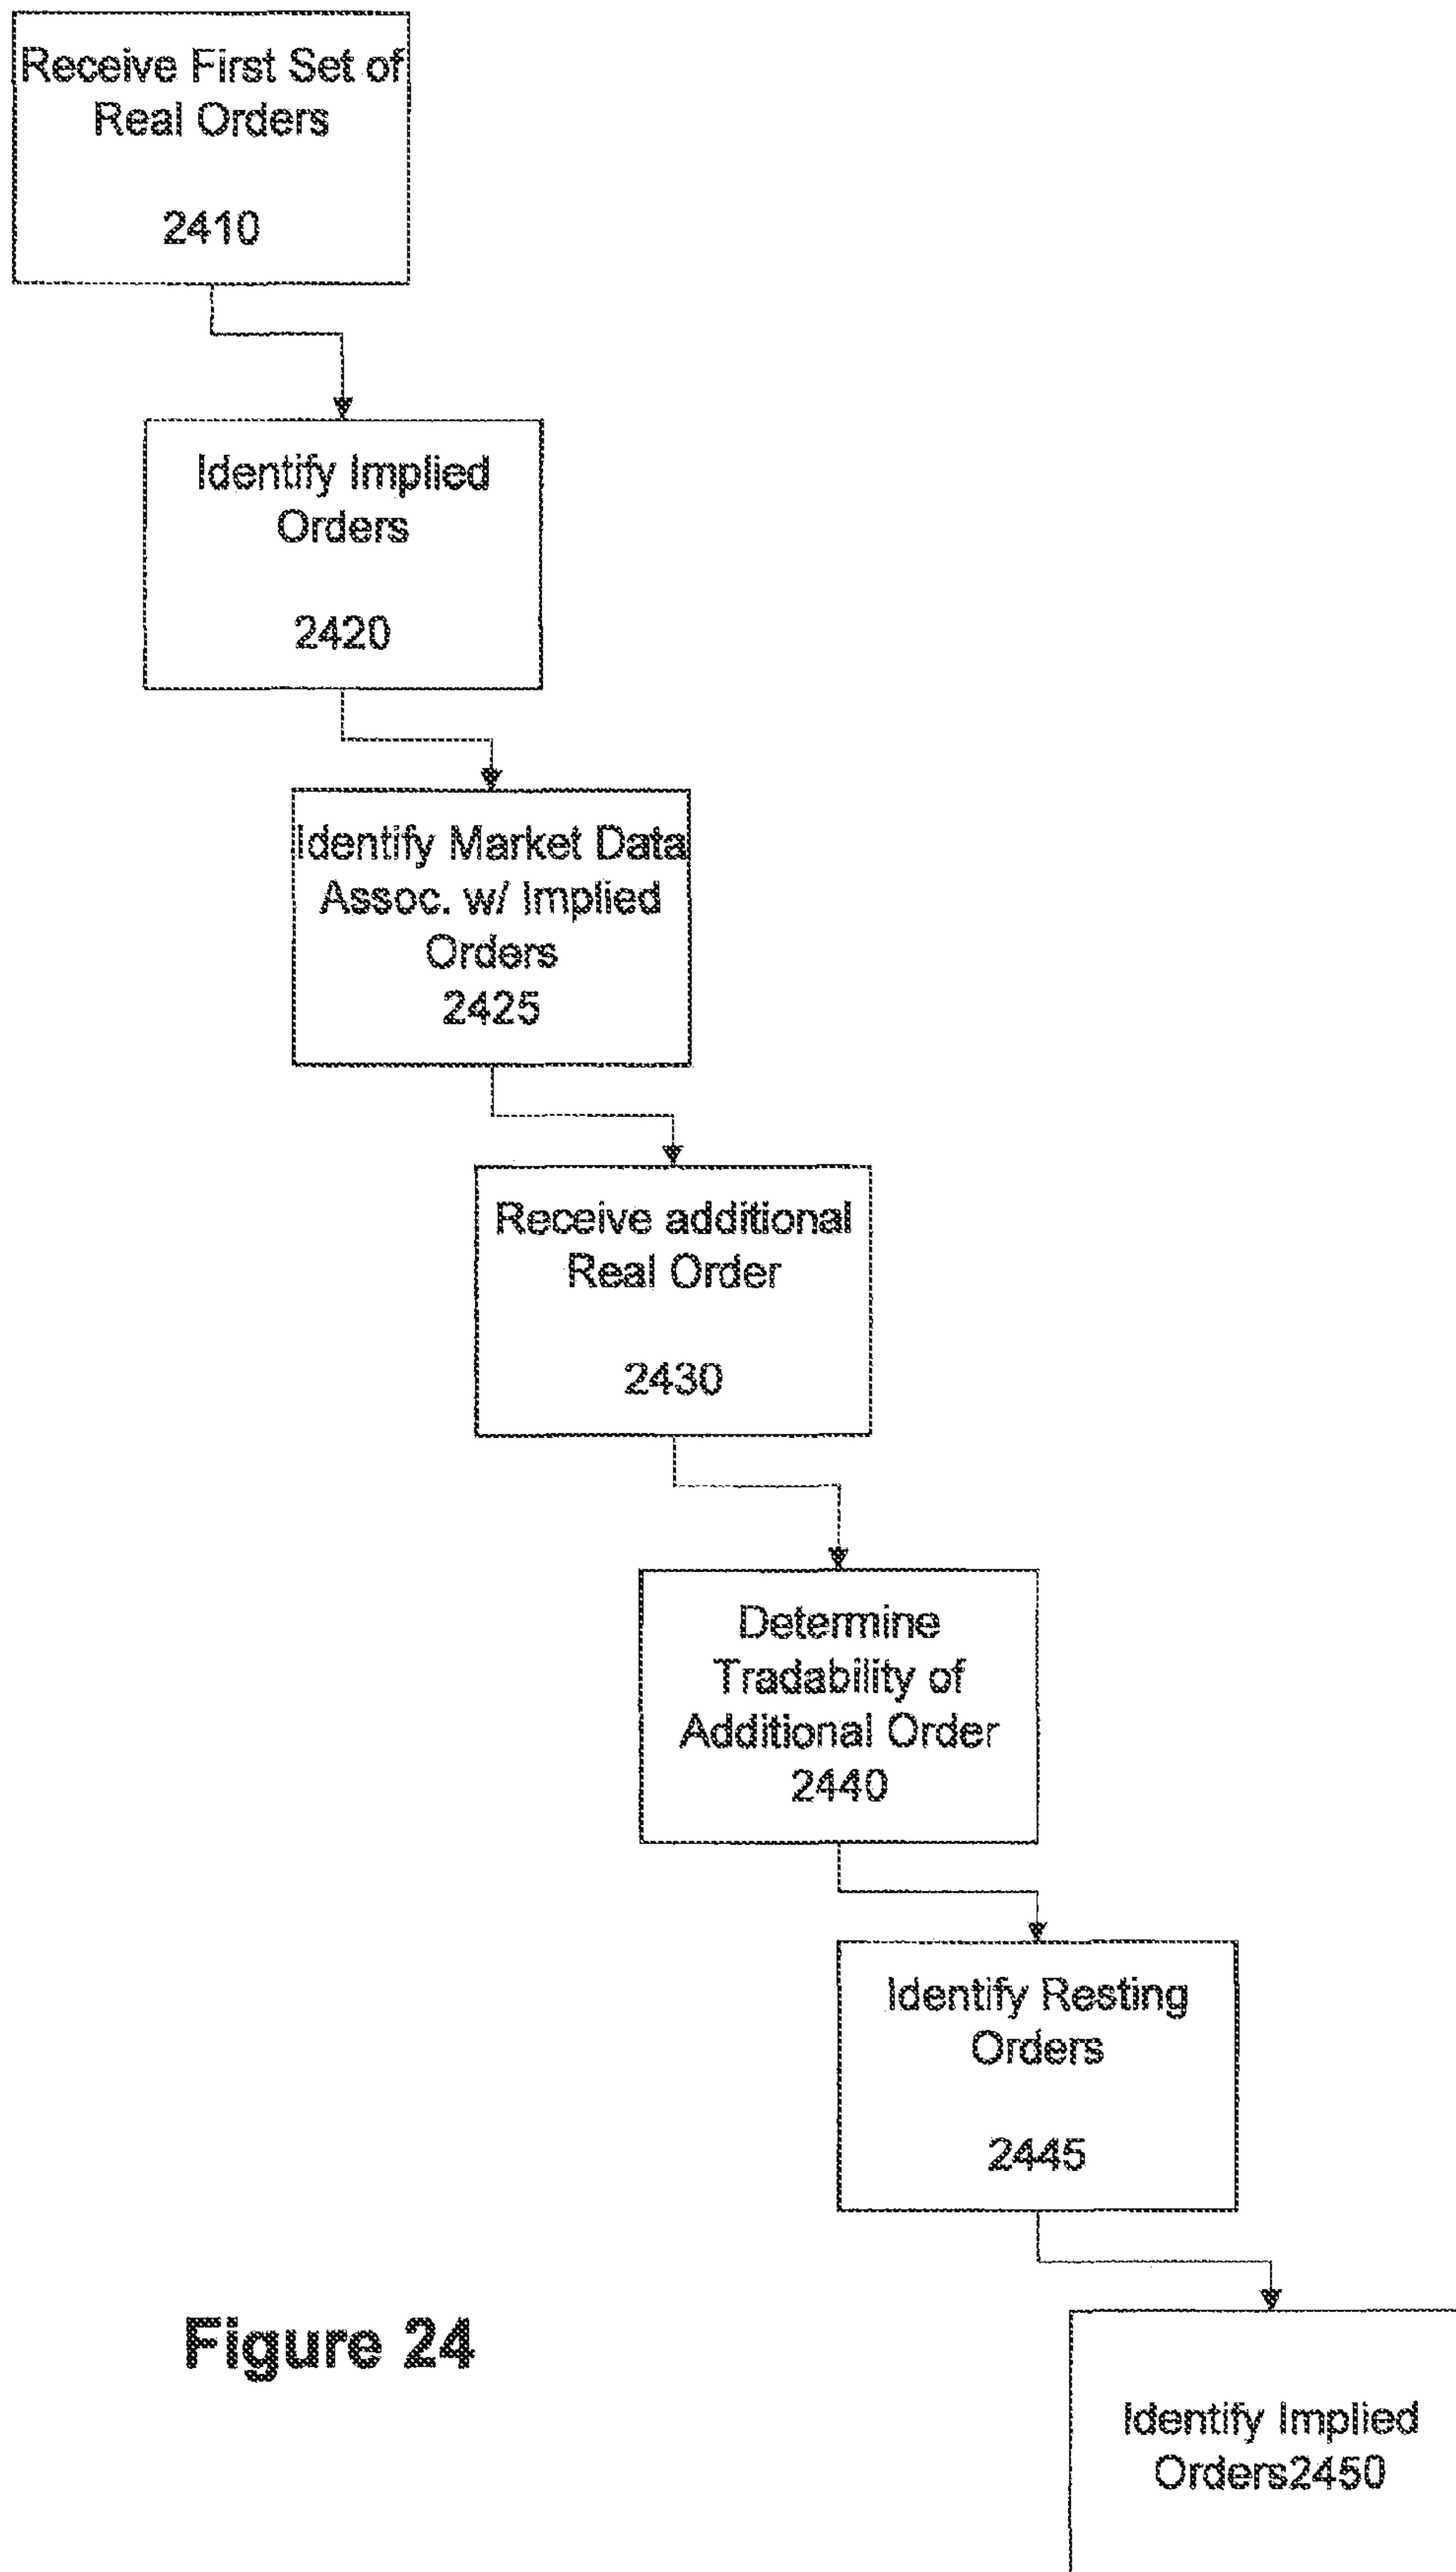 Receive First Set of
Real Orders
2410
Identify Implied
Orders
2420
Identify Market Data
Assoc. w/ Implied
Orders
2425
Receive additional
Real Order
2430
Determine
Tradability of
Additional Order
2440
Identify Resting
Orders
2445
Figure 24
Identify Implied
Orders2450